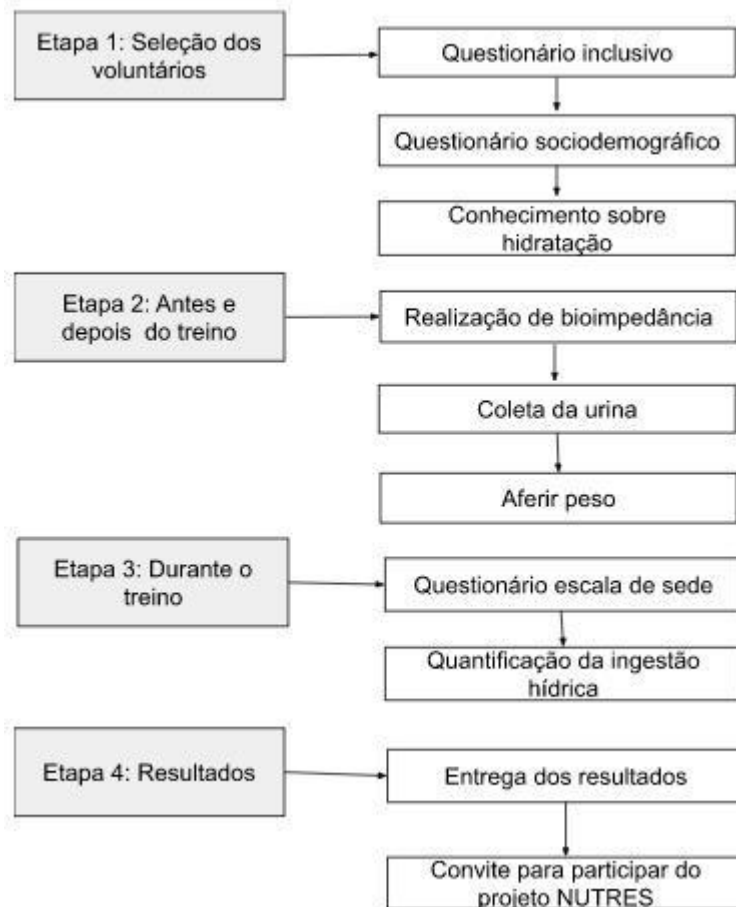 Etapa 1: Seleção dos
voluntários
Questionário inclusivo
Questionário sociodemográfico
Conhecimento sobre
hidratação
Etapa 2: Antes e
depois do treino
Realização de bioimpedância
Coleta da urina
Aferir peso
Etapa 3: Durante o
treino
Questionário escala de sede
Quantificação da ingestão
hídrica
Etapa 4: Resultados
Entrega dos resultados
Convite para participar do
projeto NUTRES